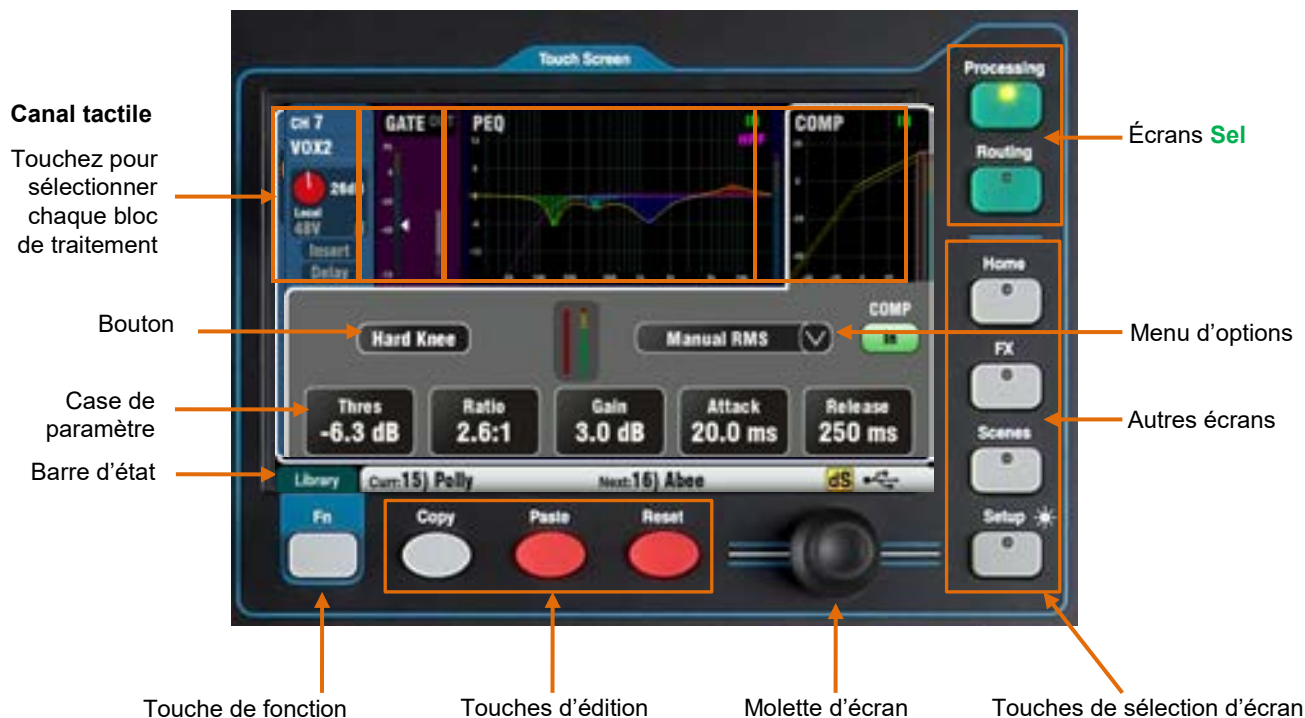 Touch Screen
Processing
Canal tactile
Touchez pour
sélectionner
chaque bloc
de traitement
CH 7
VOX2
26dB
Local
48V
Insert
Delay
GATE OUT
PEQ
IN
HPF
COMP
IN
Écrans Sel
Routing
Home
Bouton
Hard Knee
Manual RMS
COMP
In
Menu d'options
FX
Case de
paramètre
Thres
-6.3 dB
Ratio
2.6:1
Gain
3.0 dB
Attack
20.0 ms
Release
250 ms
Autres écrans
Scenes
Barre d'état
Library
Curr:15) Polly
Next:16) Abee
dS
Fn
Copy
Paste
Reset
Setup
Touche de fonction
Touches d'édition
Molette d'écran
Touches de sélection d'écran